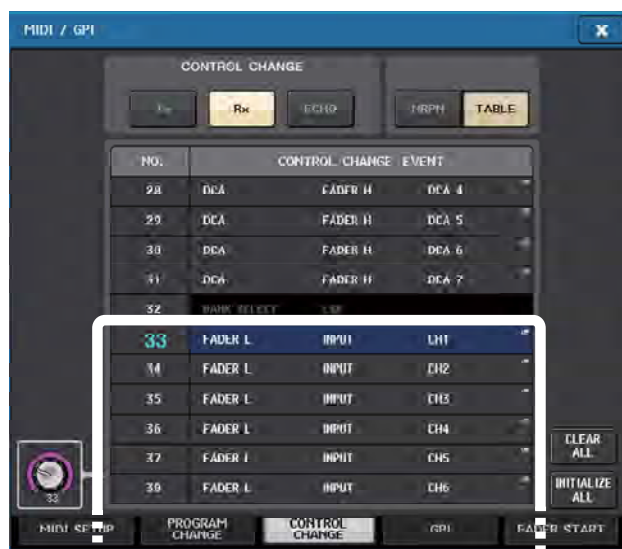 MIDI / GPI
CONTROL CHANGE
Tx Rx ECHO NRPN TABLE
NO. CONTROL CHANGE EVENT
28 DCA FADER H DCA 4
29 DCA FADER H DCA 5
30 DCA FADER H DCA 6
31 DCA FADER H DCA 7
32 BANK SELECT LSB
33 FADER L INPUT CH1
34 FADER L INPUT CH2
35 FADER L INPUT CH3
36 FADER L INPUT CH4
37 FADER L INPUT CH5
38 FADER L INPUT CH6
CLEAR
ALL
33
INITIALIZE
ALL
MIDI SETUP PROGRAM CHANGE CONTROL CHANGE GPI FADER START